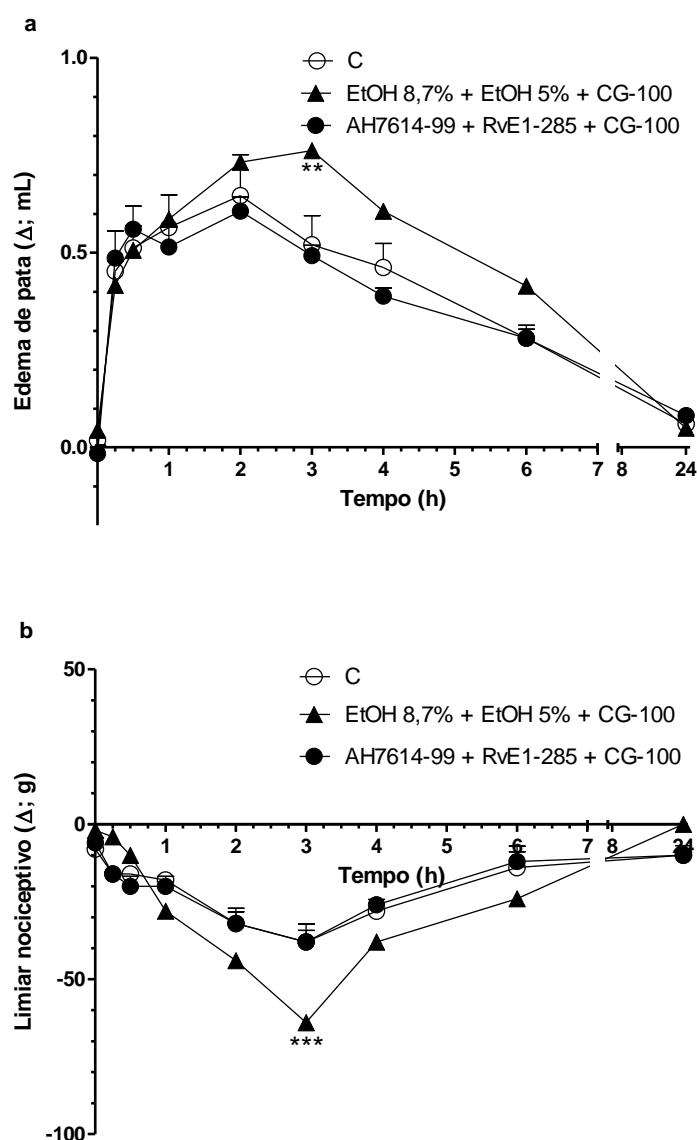 a
1.0
C
EtOH 8,7% + EtOH 5% + CG-100
AH7614-99 + RvE1-285 + CG-100
**
0.5
Edema de pata (Δ; mL)
0.0
1 2 3 4 5 6 7 8 24
Tempo (h)
b
50
C
EtOH 8,7% + EtOH 5% + CG-100
AH7614-99 + RvE1-285 + CG-100
0
1 2 3 4 5 6 7 8 24
Tempo (h)
Limiar nociceptivo (Δ; g)
-50
***
-100